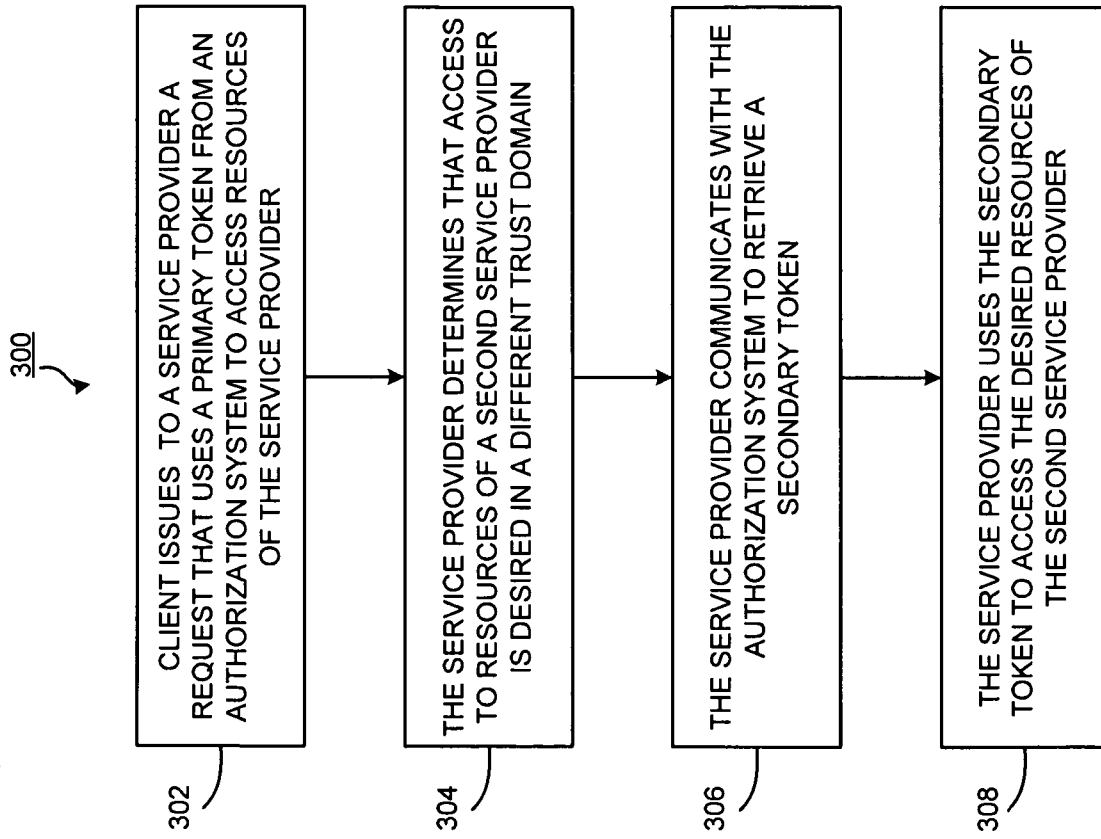 300
302
CLIENT ISSUES TO A SERVICE PROVIDER A
REQUEST THAT USES A PRIMARY TOKEN FROM AN
AUTHORIZATION SYSTEM TO ACCESS RESOURCES
OF THE SERVICE PROVIDER
304
THE SERVICE PROVIDER DETERMINES THAT ACCESS
TO RESOURCES OF A SECOND SERVICE PROVIDER
IS DESIRED IN A DIFFERENT TRUST DOMAIN
306
THE SERVICE PROVIDER COMMUNICATES WITH THE
AUTHORIZATION SYSTEM TO RETRIEVE A
SECONDARY TOKEN
308
THE SERVICE PROVIDER USES THE SECONDARY
TOKEN TO ACCESS THE DESIRED RESOURCES OF
THE SECOND SERVICE PROVIDER